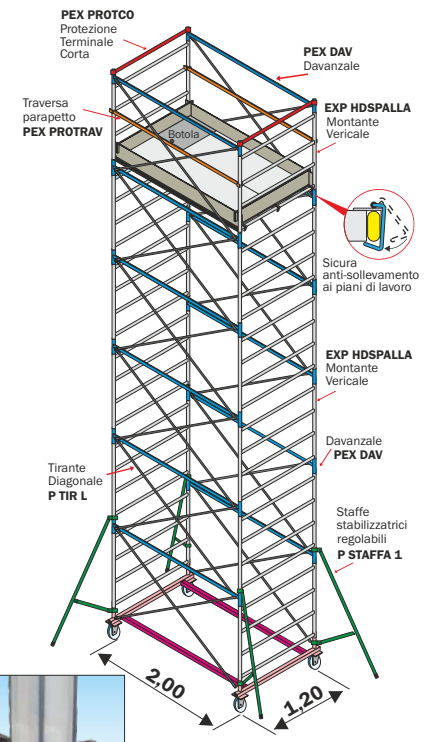 PEX PROTCO
Protezione
Terminale
Corta
PEX DAV
Davanzale
Traversa
parapetto
PEX PROTRAV
Botola
EXP HDSPALLA
Montante
Vericale
Sicura
anti-sollevamento
ai piani di lavoro
EXP HDSPALLA
Montante
Vericale
Davanzale
PEX DAV
Tirante
Diagonale
P TIR L
Staffe
stabilizzatrici
regolabili
P STAFFA 1
2,00
1,20